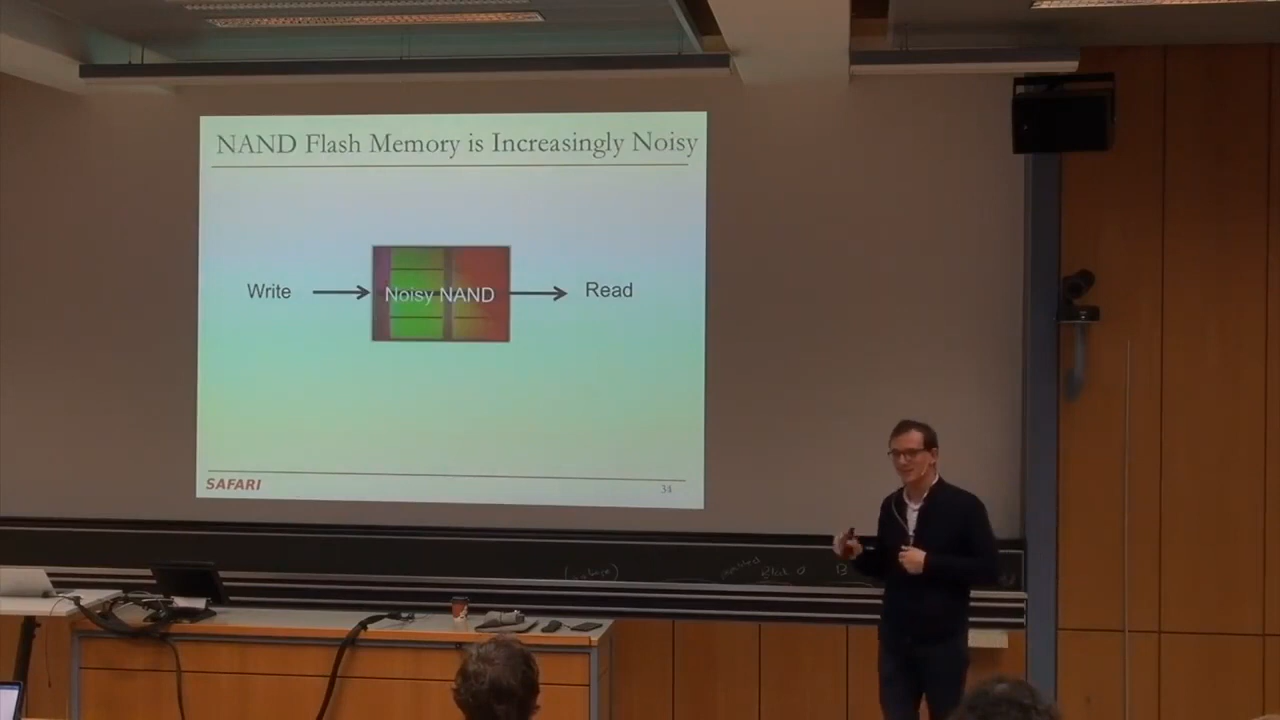 NAND Flash Memory is Increasingly Noisy
Write
Noisy NAND
Read
SAFARI
34